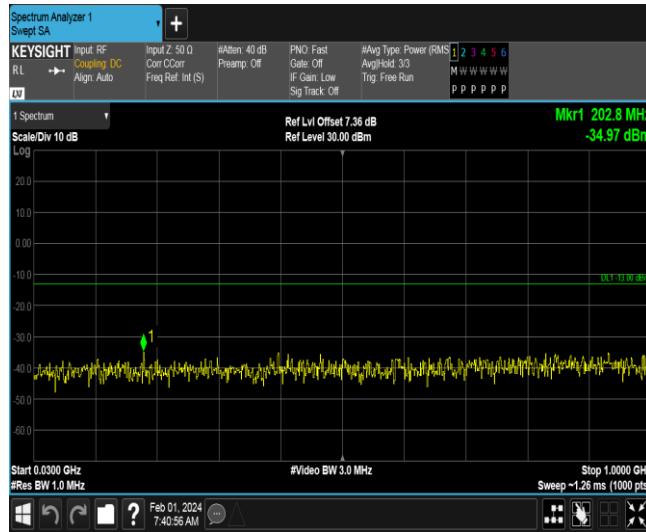 Spectrum Analyzer 1
Swept SA
+
KEYSIGHT Input: RF Input Z: 50 Ω #Atten: 40 dB PNO: Fast #Avg Type: Power (RMS 1 2 3 4 5 6
RL Coupling: DC Corr CCorr Preamp: Off Gate: Off Avg|Hold: 3/3 M W W W W W
Align: Auto Freq Ref: Int (S) IF Gain: Low Trig: Free Run
LXI Sig Track: Off P P P P P P
1 Spectrum Ref Lvl Offset 7.36 dB Mkr1 202.8 MHz
Scale/Div 10 dB Ref Level 30.00 dBm -34.97 dBm
Log
20.0
10.0
0.00
-10.0
DL1 -13.00 dBm
-20.0
-30.0
1
-40.0
-50.0
-60.0
Start 0.0300 GHz #Video BW 3.0 MHz Stop 1.0000 GH
#Res BW 1.0 MHz Sweep ~1.26 ms (1000 pts
? Feb 01, 2024
7:40:56 AM